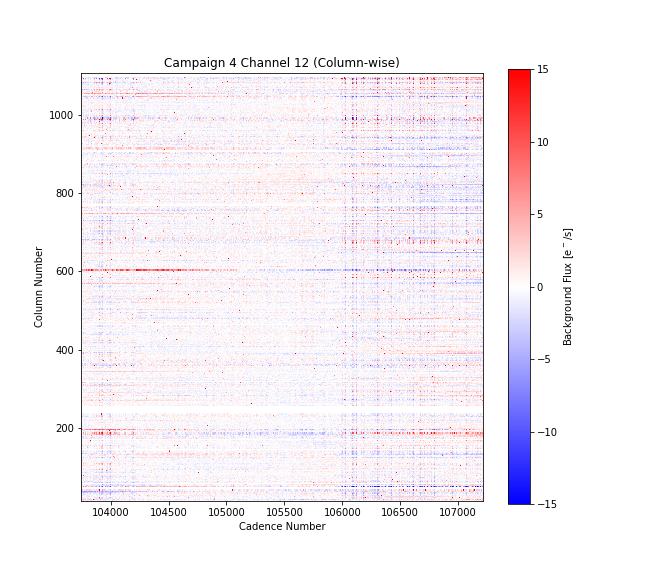 Campaign 4 Channel 12 (Column-wise)
1000
800
600
400
200
Column Number
104000 104500 105000 105500 106000 106500 107000
Cadence Number
15
10
5
0
−5
−10
−15
Background Flux [e⁻/s]